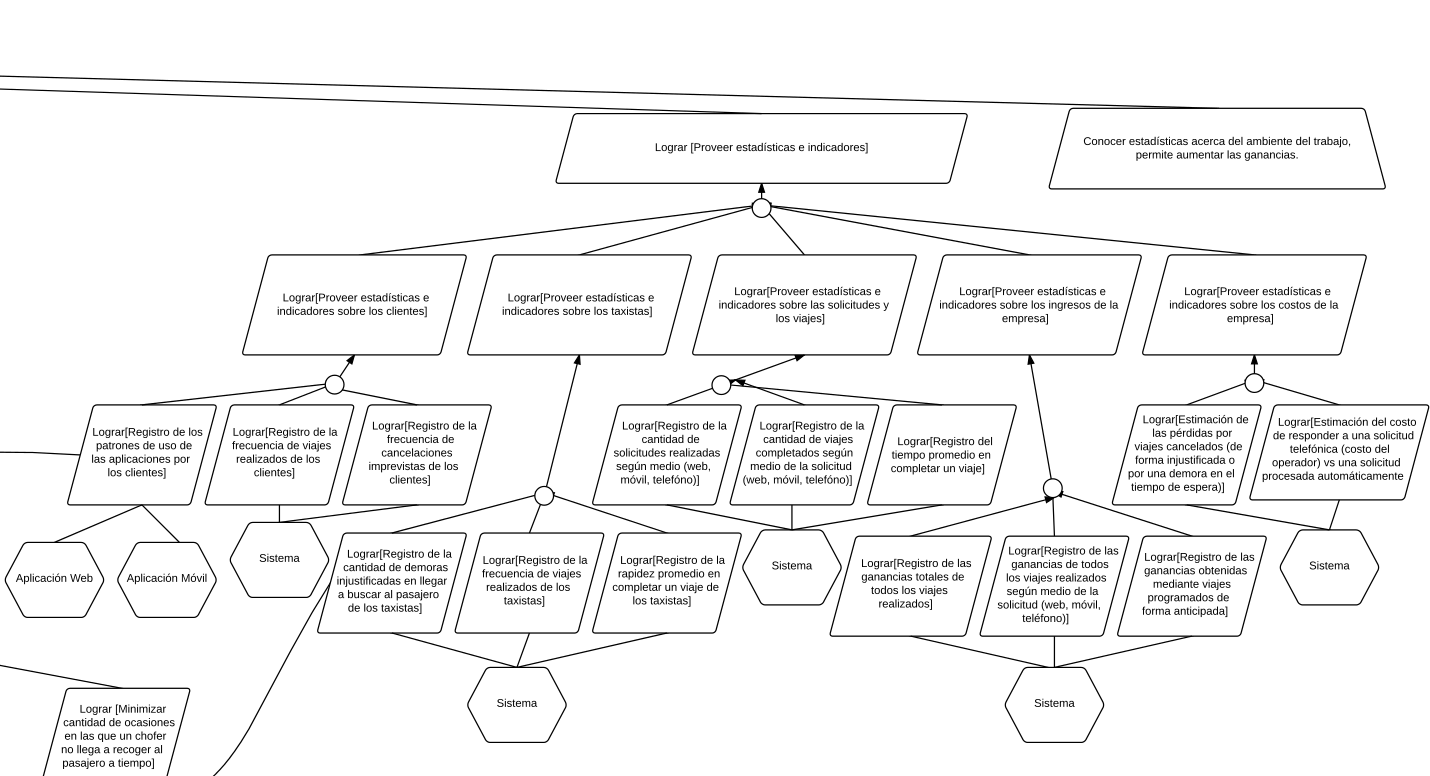 Lograr [Proveer estadísticas e indicadores]
Conocer estadísticas acerca del ambiente del trabajo,
permite aumentar las ganancias.
Lograr[Proveer estadísticas e
indicadores sobre los clientes]
Lograr[Proveer estadísticas e
indicadores sobre los taxistas]
Lograr[Proveer estadísticas e
indicadores sobre las solicitudes y
los viajes]
Lograr[Proveer estadísticas e
indicadores sobre los ingresos de la
empresa]
Lograr[Proveer estadísticas e
indicadores sobre los costos de la
empresa]
Lograr[Registro de los
patrones de uso de
las aplicaciones por
los clientes]
Lograr[Registro de la
frecuencia de viajes
realizados de los
clientes]
Lograr[Registro de la
frecuencia de
cancelaciones
imprevistas de los
clientes]
Lograr[Registro de la
cantidad de
solicitudes realizadas
según medio (web,
móvil, telefóno)]
Lograr[Registro de la
cantidad de viajes
completados según
medio de la solicitud
(web, móvil, telefóno)]
Lograr[Registro del
tiempo promedio en
completar un viaje]
Lograr[Estimación de
las pérdidas por
viajes cancelados (de
forma injustificada o
por una demora en el
tiempo de espera)]
Lograr[Estimación del costo
de responder a una solicitud
telefónica (costo del
operador) vs una solicitud
procesada automáticamente
Aplicación Web
Aplicación Móvil
Sistema
Lograr[Registro de la
cantidad de demoras
injustificadas en llegar
a buscar al pasajero
de los taxistas]
Lograr[Registro de la
frecuencia de viajes
realizados de los
taxistas]
Lograr[Registro de la
rapidez promedio en
completar un viaje de
los taxistas]
Sistema
Lograr[Registro de las
ganancias totales de
todos los viajes
realizados]
Lograr[Registro de las
ganancias de todos
los viajes realizados
según medio de la
solicitud (web, móvil,
teléfono)]
Lograr[Registro de las
ganancias obtenidas
mediante viajes
programados de
forma anticipada]
Sistema
Sistema
Sistema
Lograr [Minimizar
cantidad de ocasiones
en las que un chofer
no llega a recoger al
pasajero a tiempo]